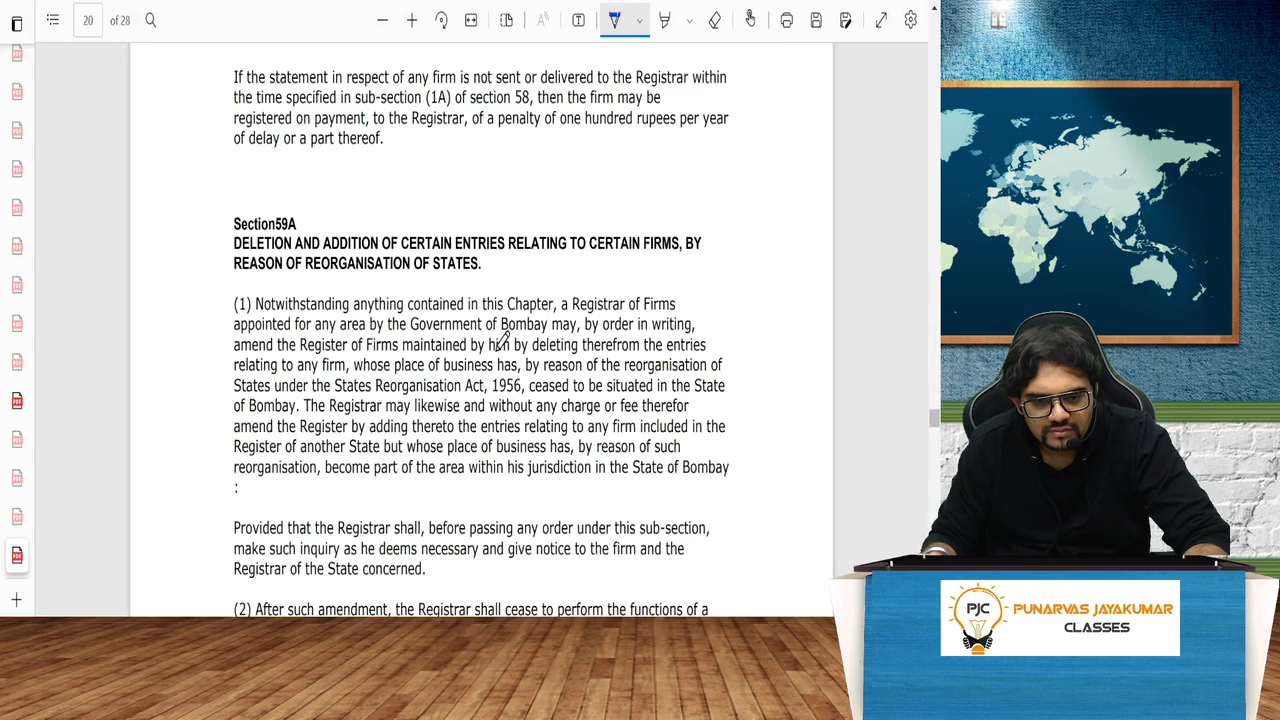 20 of 28
If the statement in respect of any firm is not sent or delivered to the Registrar within
the time specified in sub-section (1A) of section 58, then the firm may be
registered on payment, to the Registrar, of a penalty of one hundred rupees per year
of delay or a part thereof.
Section59A
DELETION AND ADDITION OF CERTAIN ENTRIES RELATING TO CERTAIN FIRMS, BY
REASON OF REORGANISATION OF STATES.
(1) Notwithstanding anything contained in this Chapter, a Registrar of Firms
appointed for any area by the Government of Bombay may, by order in writing,
amend the Register of Firms maintained by him by deleting therefrom the entries
relating to any firm, whose place of business has, by reason of the reorganisation of
States under the States Reorganisation Act, 1956, ceased to be situated in the State
of Bombay. The Registrar may likewise and without any charge or fee therefor
amend the Register by adding thereto the entries relating to any firm included in the
Register of another State but whose place of business has, by reason of such
reorganisation, become part of the area within his jurisdiction in the State of Bombay
:
Provided that the Registrar shall, before passing any order under this sub-section,
make such inquiry as he deems necessary and give notice to the firm and the
Registrar of the State concerned.
(2) After such amendment, the Registrar shall cease to perform the functions of a
PJC
PUNARVAS JAYAKUMAR
CLASSES